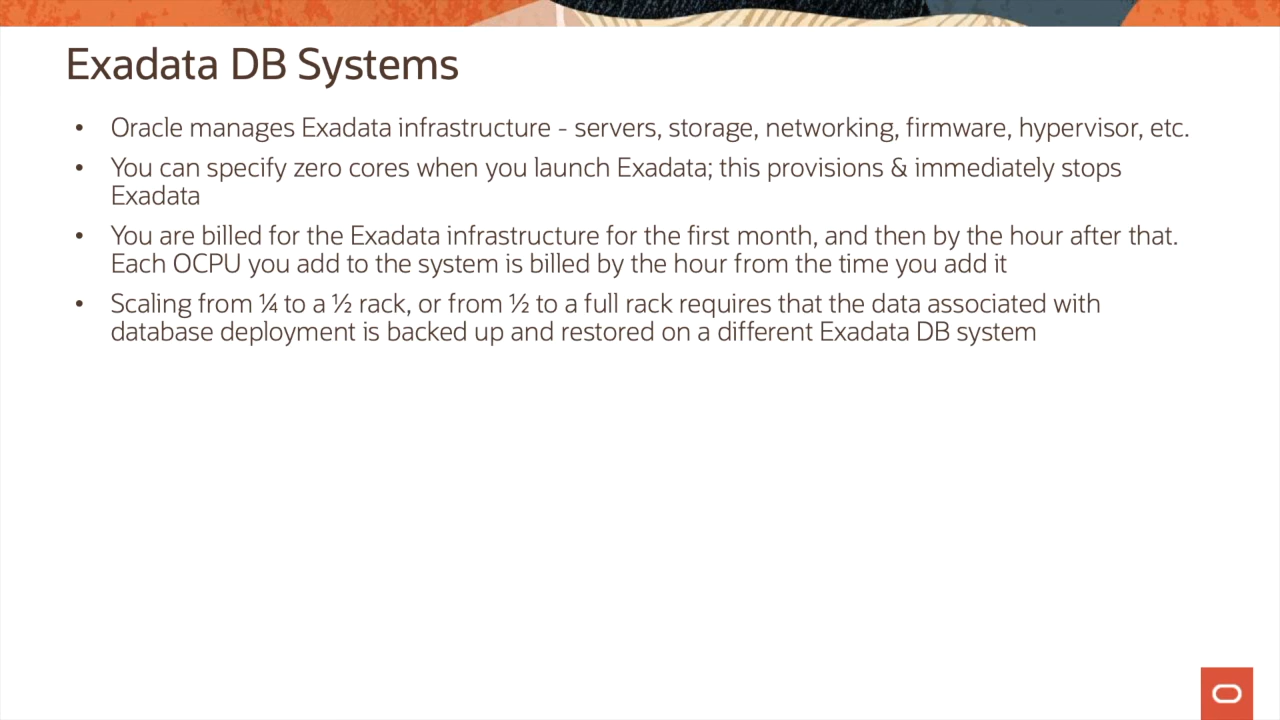 Exadata DB Systems
• Oracle manages Exadata infrastructure - servers, storage, networking, firmware, hypervisor, etc.
• You can specify zero cores when you launch Exadata; this provisions & immediately stops
Exadata
• You are billed for the Exadata infrastructure for the first month, and then by the hour after that.
Each OCPU you add to the system is billed by the hour from the time you add it
• Scaling from ¼ to a ½ rack, or from ½ to a full rack requires that the data associated with
database deployment is backed up and restored on a different Exadata DB system